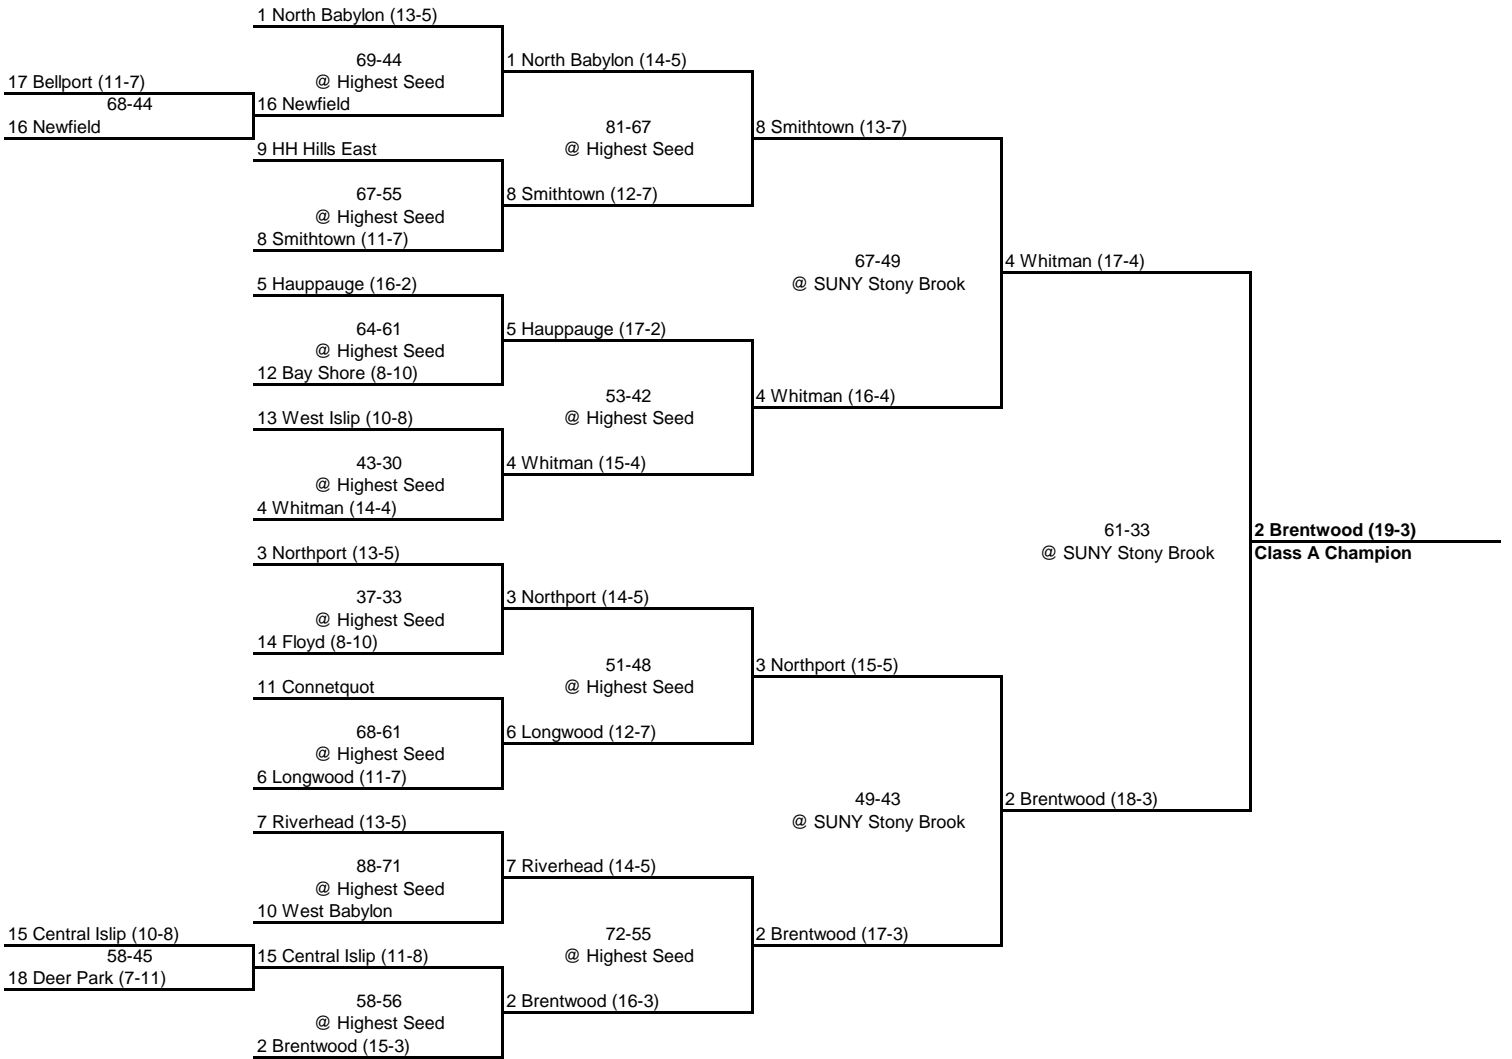 1 North Babylon (13-5)
69-44
@ Highest Seed
1 North Babylon (14-5)
17 Bellport (11-7)
68-44
16 Newfield
16 Newfield
81-67
@ Highest Seed
8 Smithtown (13-7)
9 HH Hills East
67-55
@ Highest Seed
8 Smithtown (12-7)
8 Smithtown (11-7)
67-49
@ SUNY Stony Brook
4 Whitman (17-4)
5 Hauppauge (16-2)
64-61
@ Highest Seed
5 Hauppauge (17-2)
12 Bay Shore (8-10)
53-42
@ Highest Seed
4 Whitman (16-4)
13 West Islip (10-8)
43-30
@ Highest Seed
4 Whitman (15-4)
4 Whitman (14-4)
61-33
@ SUNY Stony Brook
2 Brentwood (19-3)
Class A Champion
3 Northport (13-5)
37-33
@ Highest Seed
3 Northport (14-5)
14 Floyd (8-10)
51-48
@ Highest Seed
3 Northport (15-5)
11 Connetquot
68-61
@ Highest Seed
6 Longwood (12-7)
6 Longwood (11-7)
49-43
@ SUNY Stony Brook
2 Brentwood (18-3)
7 Riverhead (13-5)
88-71
@ Highest Seed
7 Riverhead (14-5)
10 West Babylon
15 Central Islip (10-8)
58-45
18 Deer Park (7-11)
15 Central Islip (11-8)
72-55
@ Highest Seed
2 Brentwood (17-3)
58-56
@ Highest Seed
2 Brentwood (16-3)
2 Brentwood (15-3)